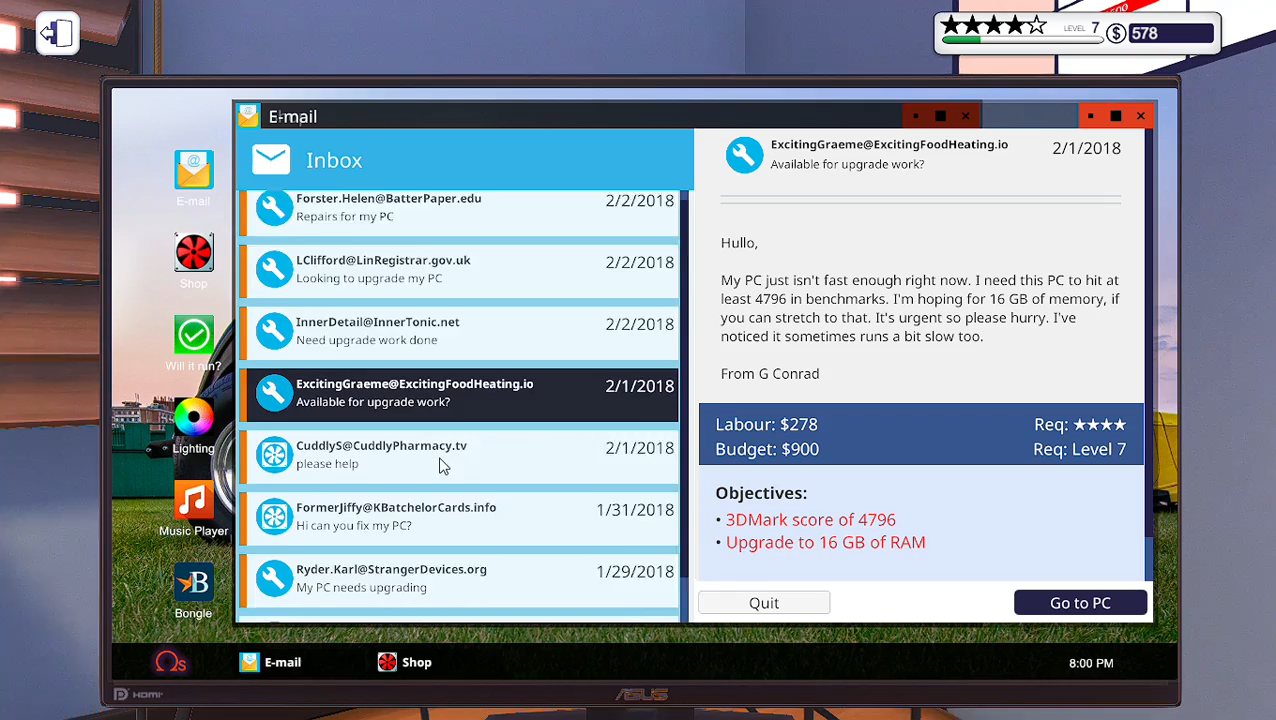 LEVEL 7
$ 578
E-mail
Inbox
Forster.Helen@BatterPaper.edu
2/2/2018
Repairs for my PC
LClifford@LinRegistrar.gov.uk
2/2/2018
Looking to upgrade my PC
InnerDetail@InnerTonic.net
2/2/2018
Need upgrade work done
ExcitingGraeme@ExcitingFoodHeating.io
2/1/2018
Available for upgrade work?
CuddlyS@CuddlyPharmacy.tv
2/1/2018
please help
FormerJiffy@KBatchelorCards.info
1/31/2018
Hi can you fix my PC?
Ryder.Karl@StrangerDevices.org
1/29/2018
My PC needs upgrading
ExcitingGraeme@ExcitingFoodHeating.io
2/1/2018
Available for upgrade work?
Hullo,
My PC just isn't fast enough right now. I need this PC to hit at
least 4796 in benchmarks. I'm hoping for 16 GB of memory, if
you can stretch to that. It's urgent so please hurry. I've
noticed it sometimes runs a bit slow too.
From G Conrad
Labour: $278
Req: ★★★★
Budget: $900
Req: Level 7
Objectives:
• 3DMark score of 4796
• Upgrade to 16 GB of RAM
Quit
Go to PC
E-mail
Shop
Will it run?
Lighting
Music Player
Bongle
E-mail
Shop
8:00 PM
HDMI
ASUS